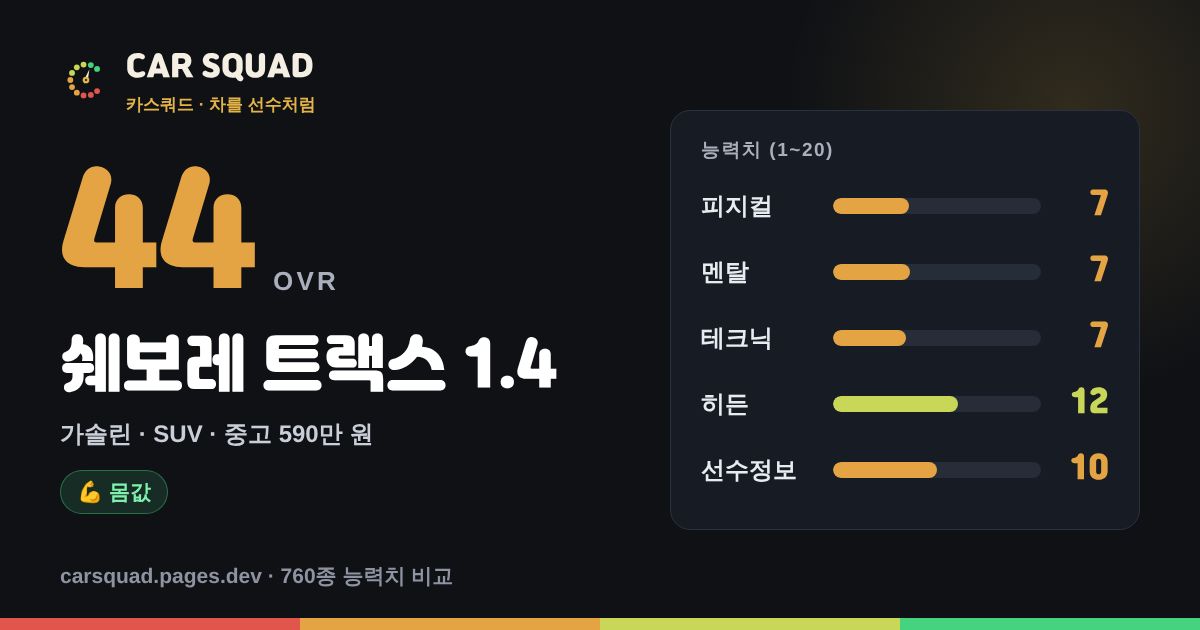 CAR SQUAD
카스쿼드 · 차를 선수처럼
44 OVR
쉐보레 트랙스 1.4
가솔린 · SUV · 중고 590만 원
💪 몸값
carsquad.pages.dev · 760종 능력치 비교
능력치 (1~20)
피지컬 7
멘탈 7
테크닉 7
히든 12
선수정보 10